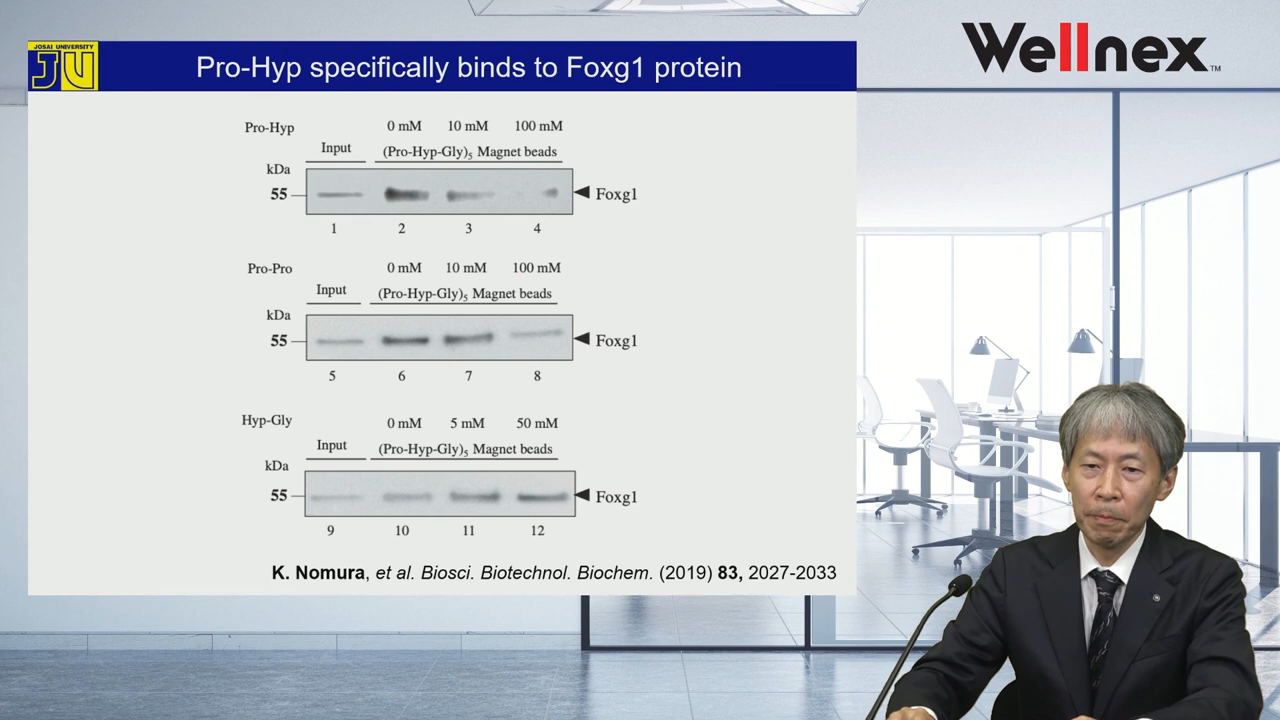 JOSAI UNIVERSITY
JU
Pro-Hyp specifically binds to Foxg1 protein
Wellnex™
Pro-Hyp 0 mM 10 mM 100 mM
Input (Pro-Hyp-Gly)₅ Magnet beads
kDa
55 Foxg1
1 2 3 4
Pro-Pro 0 mM 10 mM 100 mM
Input (Pro-Hyp-Gly)₅ Magnet beads
kDa
55 Foxg1
5 6 7 8
Hyp-Gly 0 mM 5 mM 50 mM
Input (Pro-Hyp-Gly)₅ Magnet beads
kDa
55 Foxg1
9 10 11 12
K. Nomura, et al. Biosci. Biotechnol. Biochem. (2019) 83, 2027-2033